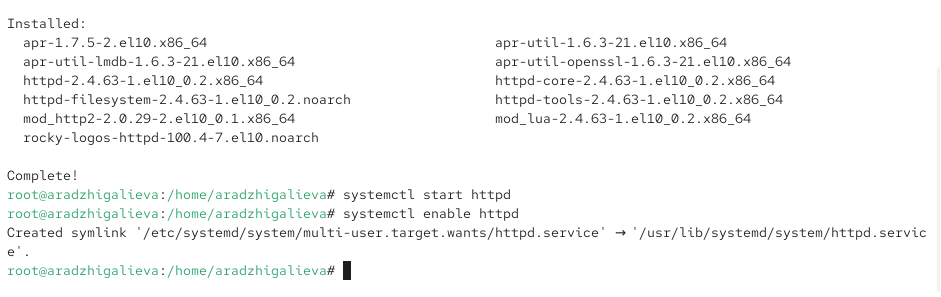 Installed:
apr-1.7.5-2.el10.x86_64 apr-util-1.6.3-21.el10.x86_64
apr-util-lmdb-1.6.3-21.el10.x86_64 apr-util-openssl-1.6.3-21.el10.x86_64
httpd-2.4.63-1.el10_0.2.x86_64 httpd-core-2.4.63-1.el10_0.2.x86_64
httpd-filesystem-2.4.63-1.el10_0.2.noarch httpd-tools-2.4.63-1.el10_0.2.x86_64
mod_http2-2.0.29-2.el10_0.1.x86_64 mod_lua-2.4.63-1.el10_0.2.x86_64
rocky-logos-httpd-100.4-7.el10.noarch
Complete!
root@aradzhigalieva:/home/aradzhigalieva# systemctl start httpd
root@aradzhigalieva:/home/aradzhigalieva# systemctl enable httpd
Created symlink '/etc/systemd/system/multi-user.target.wants/httpd.service' → '/usr/lib/systemd/system/httpd.servic
e'.
root@aradzhigalieva:/home/aradzhigalieva#